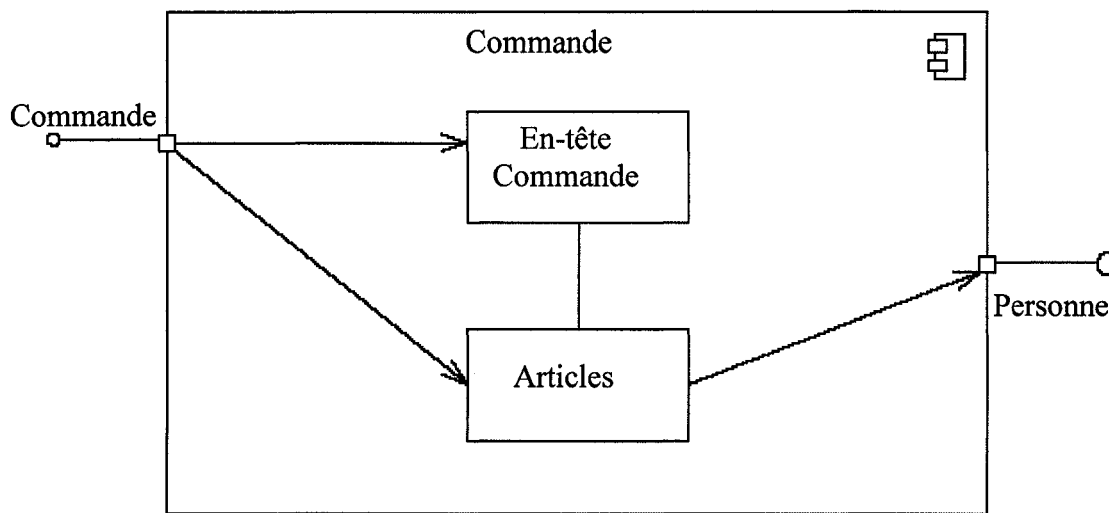 Commande
Commande
En-tête
Commande
Personne
Articles